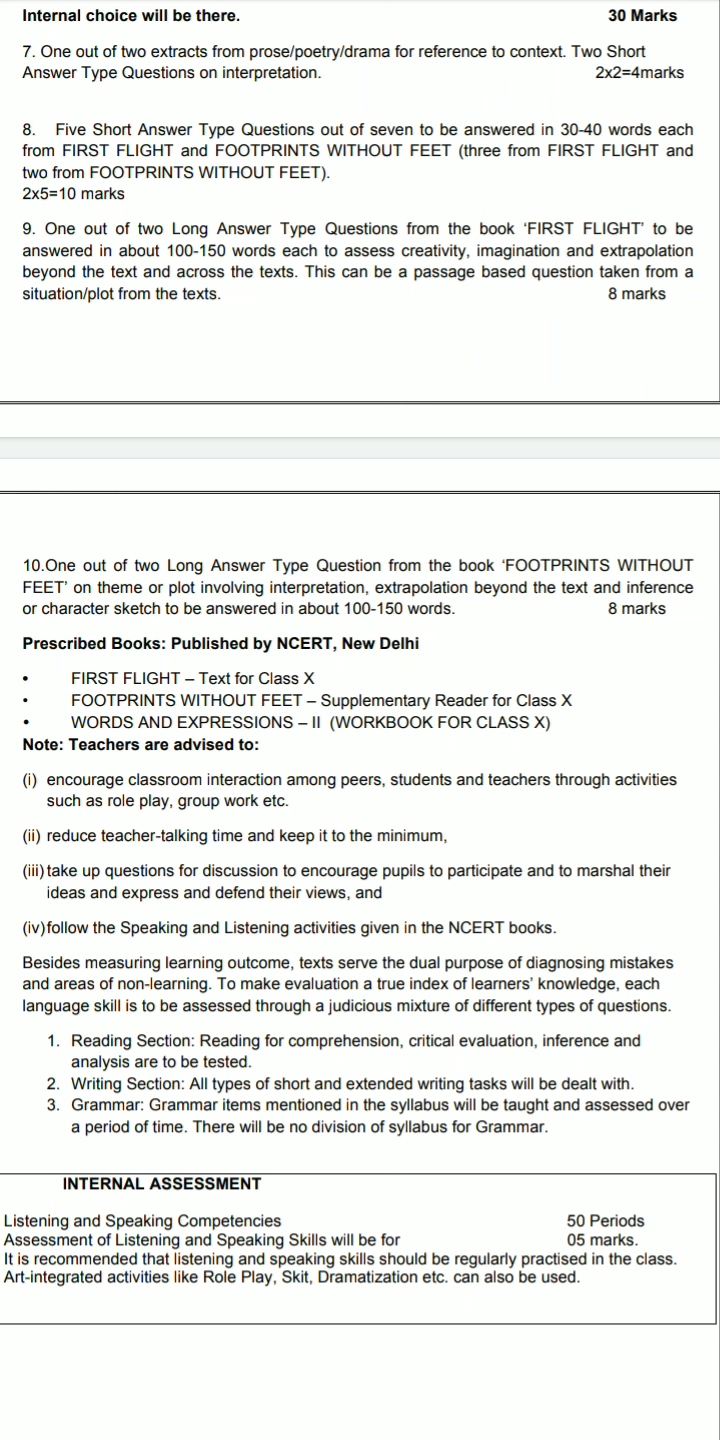 Internal choice will be there. 30 Marks
7. One out of two extracts from prose/poetry/drama for reference to context. Two Short
Answer Type Questions on interpretation. 2x2=4marks
8. Five Short Answer Type Questions out of seven to be answered in 30-40 words each
from FIRST FLIGHT and FOOTPRINTS WITHOUT FEET (three from FIRST FLIGHT and
two from FOOTPRINTS WITHOUT FEET).
2x5=10 marks
9. One out of two Long Answer Type Questions from the book ‘FIRST FLIGHT’ to be
answered in about 100-150 words each to assess creativity, imagination and extrapolation
beyond the text and across the texts. This can be a passage based question taken from a
situation/plot from the texts. 8 marks
10.One out of two Long Answer Type Question from the book ‘FOOTPRINTS WITHOUT
FEET’ on theme or plot involving interpretation, extrapolation beyond the text and inference
or character sketch to be answered in about 100-150 words. 8 marks
Prescribed Books: Published by NCERT, New Delhi
• FIRST FLIGHT – Text for Class X
• FOOTPRINTS WITHOUT FEET – Supplementary Reader for Class X
• WORDS AND EXPRESSIONS – II (WORKBOOK FOR CLASS X)
Note: Teachers are advised to:
(i) encourage classroom interaction among peers, students and teachers through activities
such as role play, group work etc.
(ii) reduce teacher-talking time and keep it to the minimum,
(iii) take up questions for discussion to encourage pupils to participate and to marshal their
ideas and express and defend their views, and
(iv) follow the Speaking and Listening activities given in the NCERT books.
Besides measuring learning outcome, texts serve the dual purpose of diagnosing mistakes
and areas of non-learning. To make evaluation a true index of learners’ knowledge, each
language skill is to be assessed through a judicious mixture of different types of questions.
1. Reading Section: Reading for comprehension, critical evaluation, inference and
analysis are to be tested.
2. Writing Section: All types of short and extended writing tasks will be dealt with.
3. Grammar: Grammar items mentioned in the syllabus will be taught and assessed over
a period of time. There will be no division of syllabus for Grammar.
INTERNAL ASSESSMENT
Listening and Speaking Competencies 50 Periods
Assessment of Listening and Speaking Skills will be for 05 marks.
It is recommended that listening and speaking skills should be regularly practised in the class.
Art-integrated activities like Role Play, Skit, Dramatization etc. can also be used.